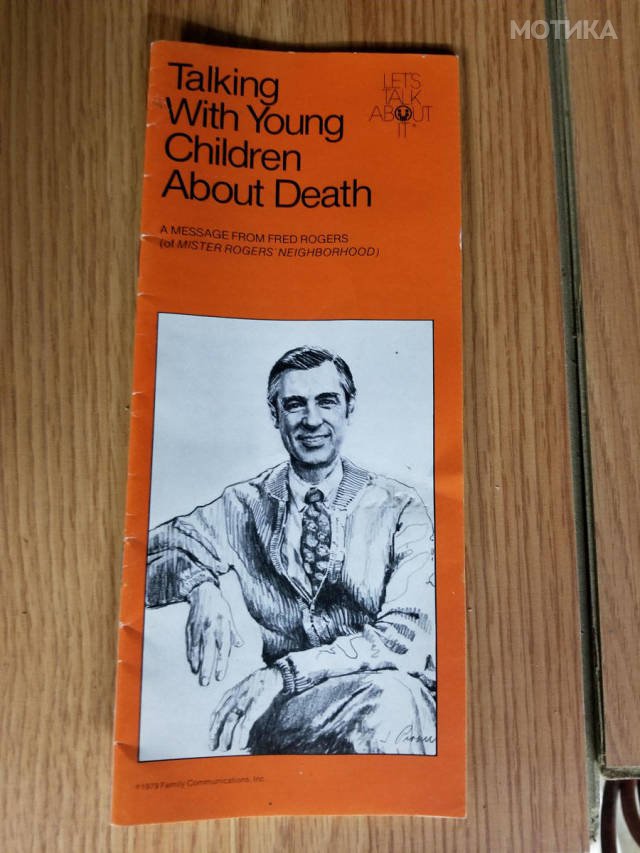 МОТИКА
Talking
With Young
Children
About Death
LET'S
TALK
ABOUT
IT®
A MESSAGE FROM FRED ROGERS
(of MISTER ROGERS' NEIGHBORHOOD)
©1979 Family Communications, Inc.